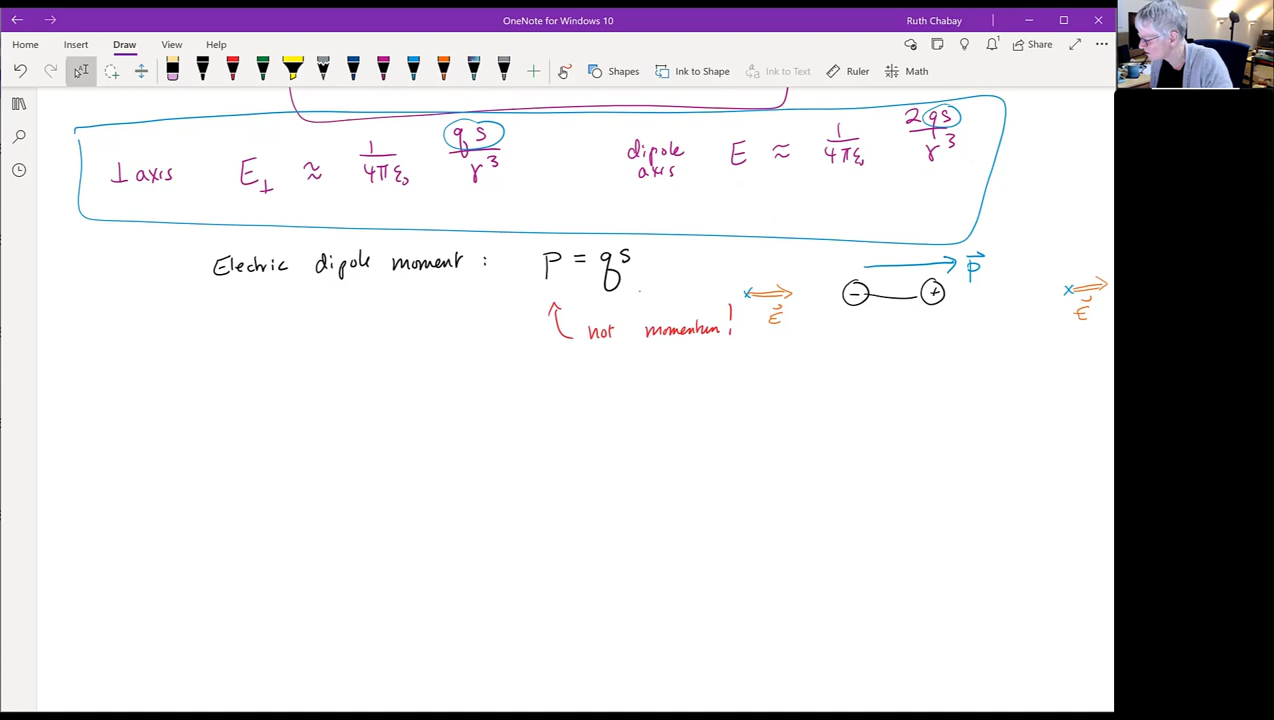 OneNote for Windows 10
Ruth Chabay
Home Insert Draw View Help
Share
Shapes Ink to Shape Ink to Text Ruler Math
⊥ axis E⊥ ≈ 1/4πε₀ qs/r³ dipole axis E ≈ 1/4πε₀ 2qs/r³
Electric dipole moment : p = qs
p⃗
- +
E⃗ E⃗
not momentum!